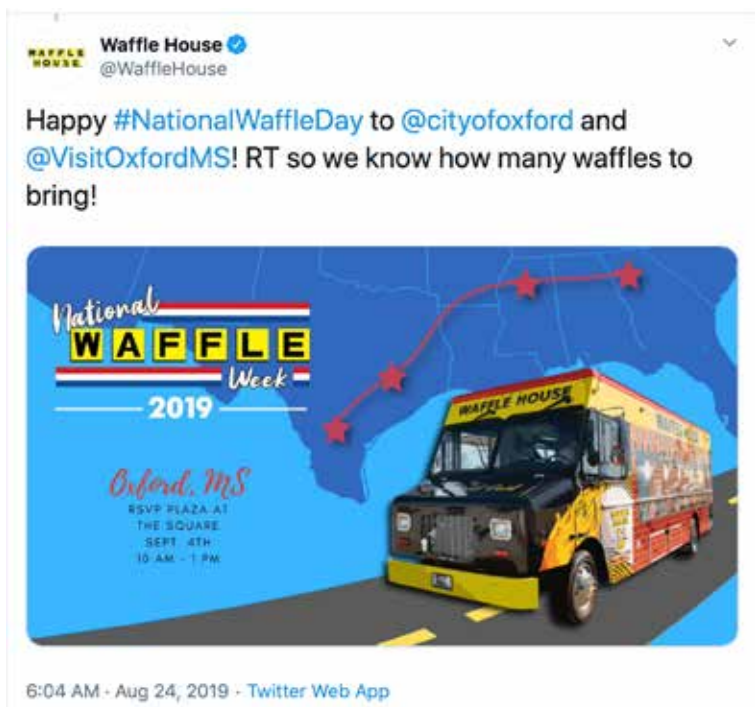 WAFFLE
HOUSE
Waffle House
@WaffleHouse
Happy #NationalWaffleDay to @cityofoxford and
@VisitOxfordMS! RT so we know how many waffles to
bring!
National
WAFFLE
Week
2019
Oxford, MS
RSVP PLAZA AT
THE SQUARE
SEPT. 4TH
10 AM - 1 PM
WAFFLE HOUSE
6:04 AM · Aug 24, 2019 · Twitter Web App